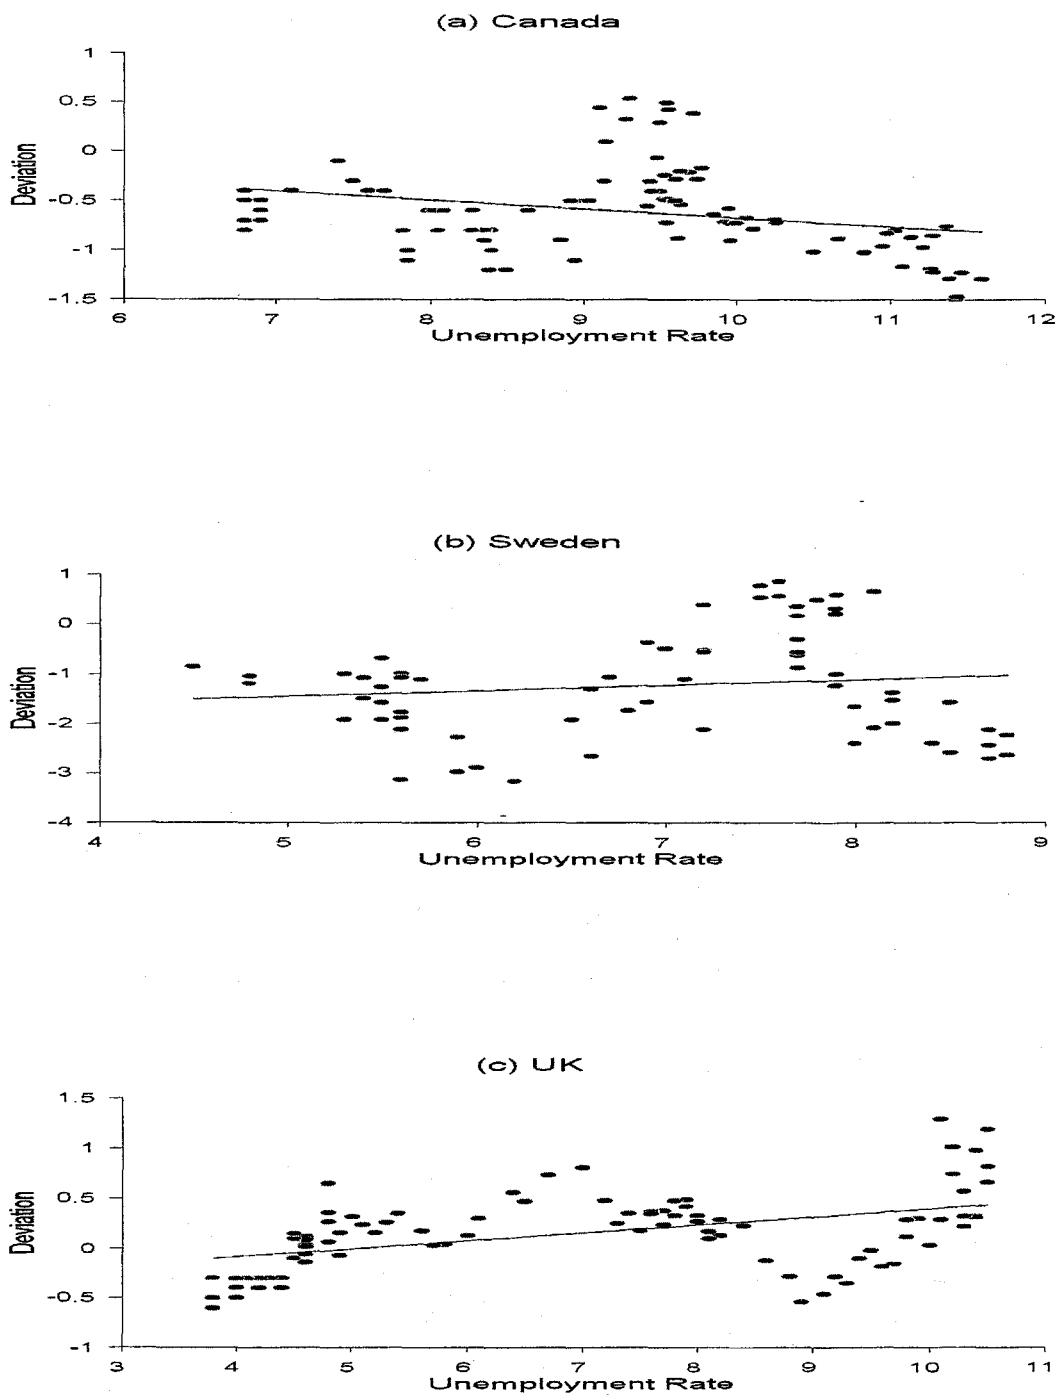 (a) Canada
1
0.5
0
-0.5
-1
-1.5
Deviation
6 7 8 9 10 11 12
Unemployment Rate
(b) Sweden
1
0
-1
-2
-3
-4
Deviation
4 5 6 7 8 9
Unemployment Rate
(c) UK
1.5
1
0.5
0
-0.5
-1
Deviation
3 4 5 6 7 8 9 10 11
Unemployment Rate